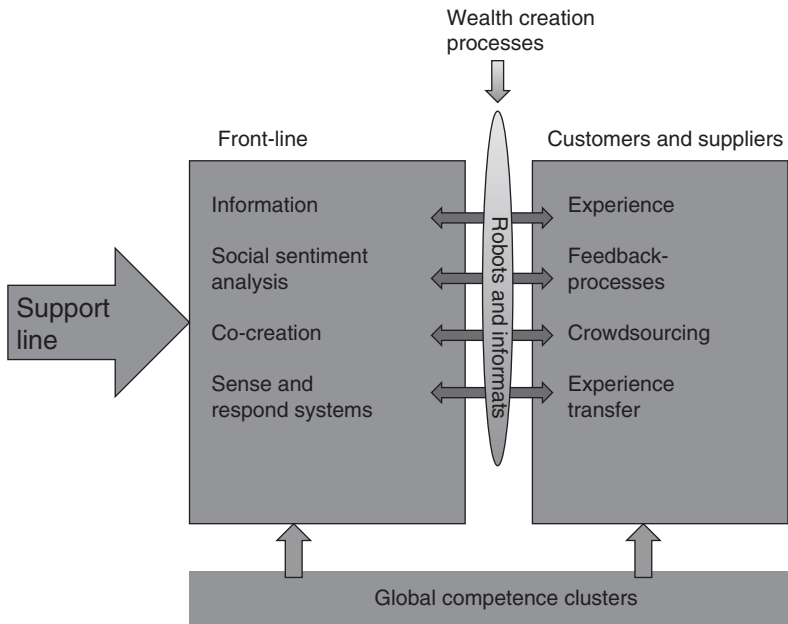 Wealth creation
processes
Front-line
Customers and suppliers
Information
Social sentiment
analysis
Co-creation
Sense and
respond systems
Support
line
Robots and informats
Experience
Feedback-
processes
Crowdsourcing
Experience
transfer
Global competence clusters